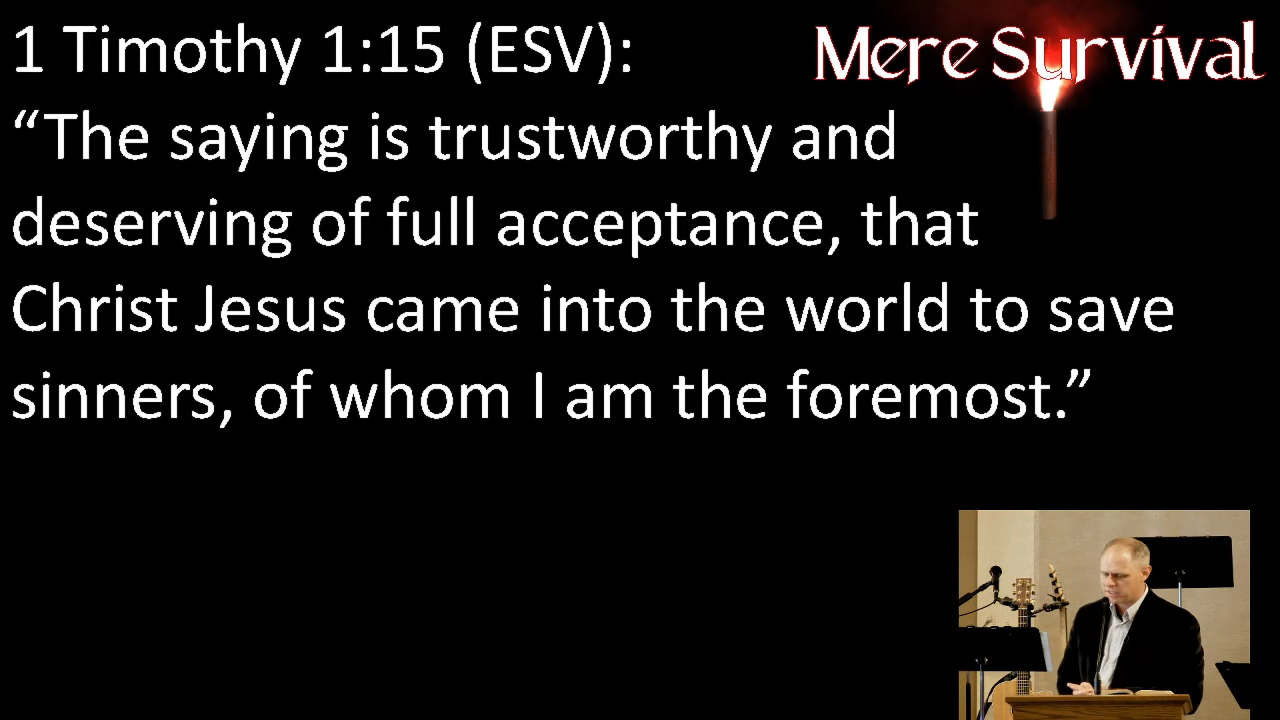 1 Timothy 1:15 (ESV):
Mere Survival
“The saying is trustworthy and
deserving of full acceptance, that
Christ Jesus came into the world to save
sinners, of whom I am the foremost.”